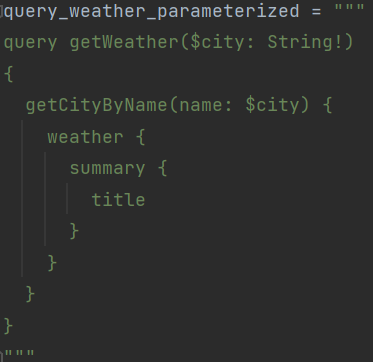 query_weather_parameterized = """
query getWeather($city: String!)
{
  getCityByName(name: $city) {
    weather {
      summary {
        title
      }
    }
  }
}
"""